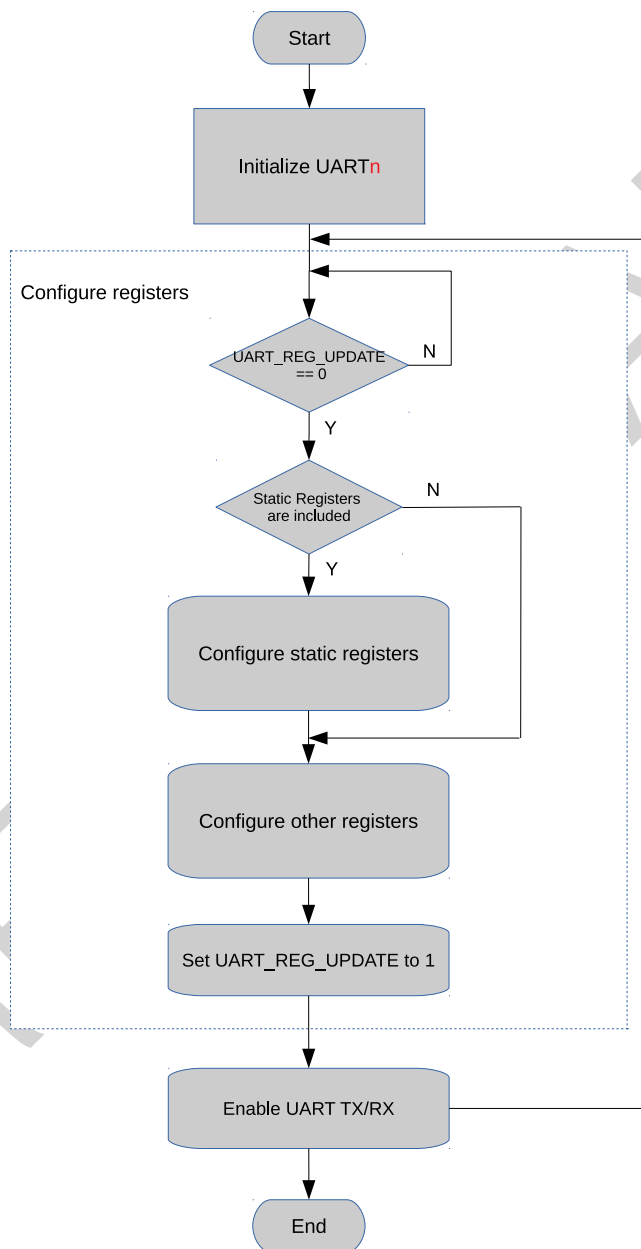 Start
Initialize UARTn
Configure registers
UART_REG_UPDATE
== 0
N
Y
Static Registers
are included
N
Y
Configure static registers
Configure other registers
Set UART_REG_UPDATE to 1
Enable UART TX/RX
End